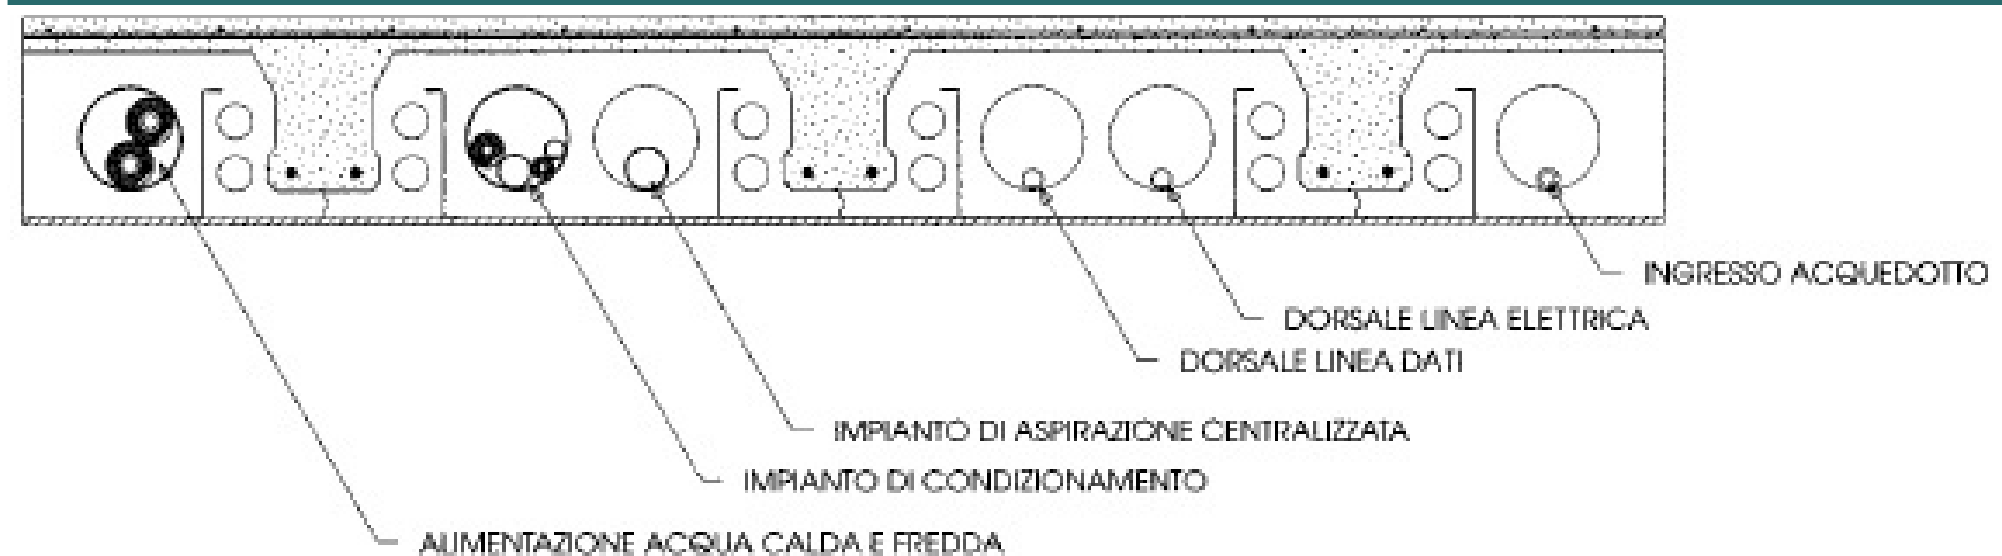 INGRESSO ACQUEDOTTO
DORSALE LINEA ELETTRICA
DORSALE LINEA DATI
IMPIANTO DI ASPIRAZIONE CENTRALIZZATA
IMPIANTO DI CONDIZIONAMENTO
ALIMENTAZIONE ACQUA CALDA E FREDDA